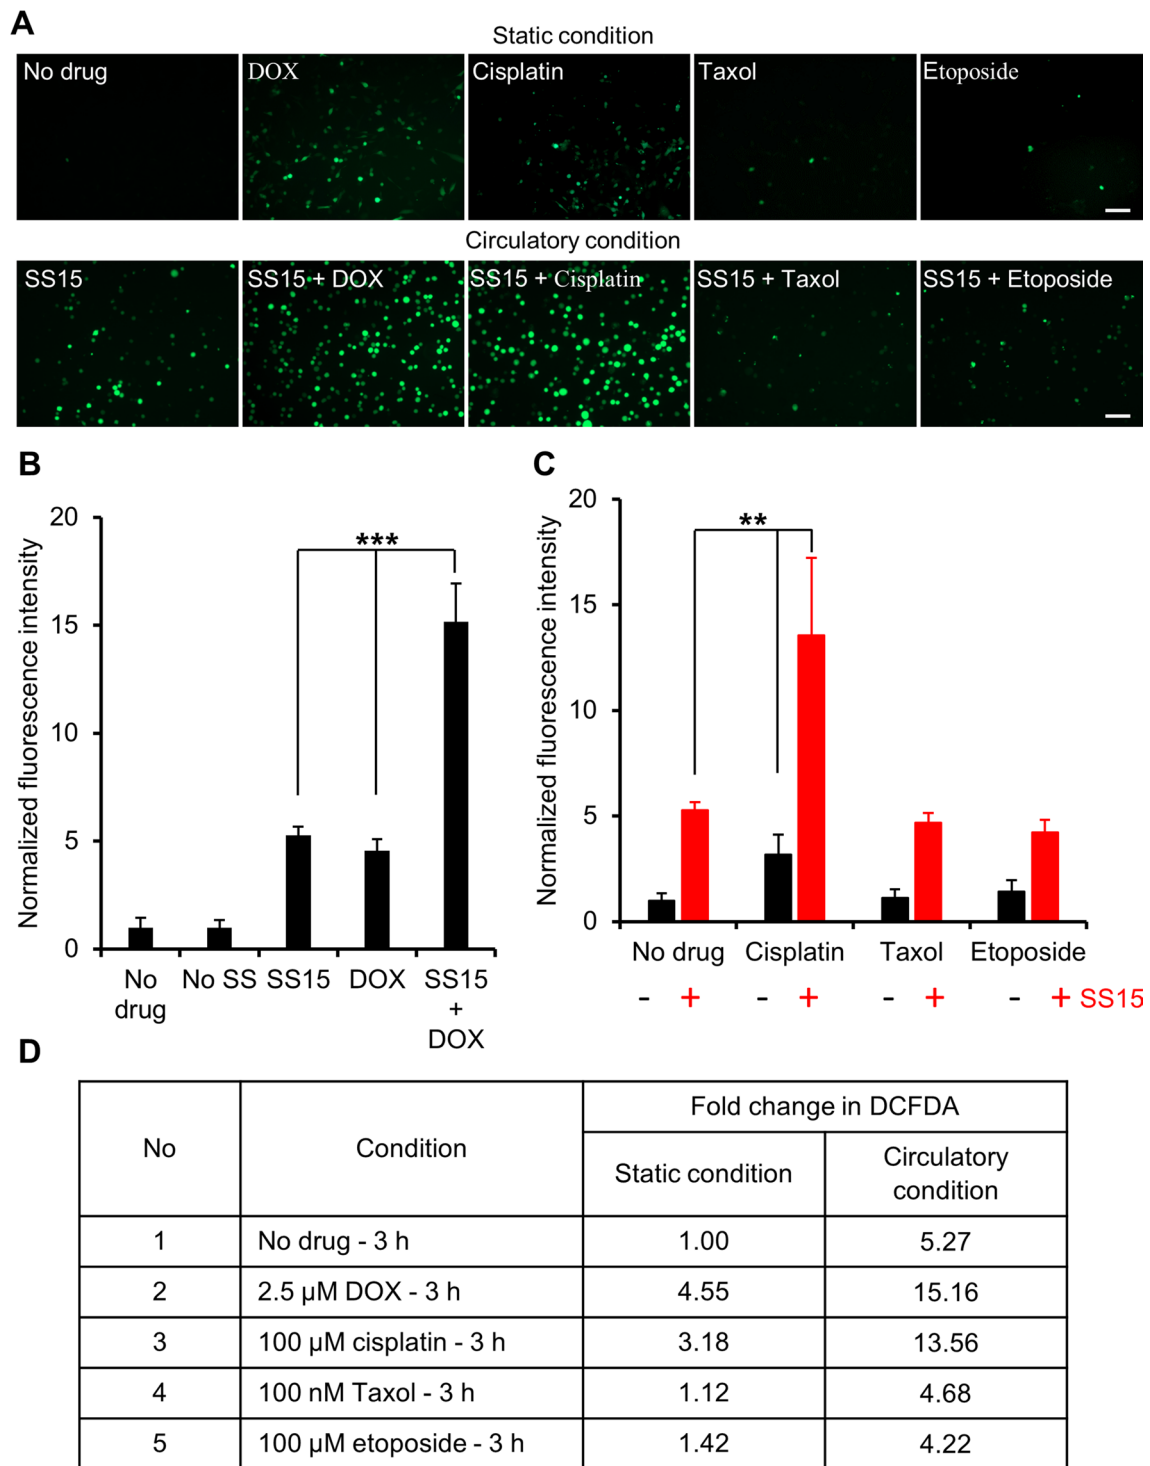 A
Static condition
No drug
DOX
Cisplatin
Taxol
Etoposide
Circulatory condition
SS15
SS15 + DOX
SS15 + Cisplatin
SS15 + Taxol
SS15 + Etoposide
B
Normalized fluorescence intensity
20
15
10
5
0
***
No drug
No SS
SS15
DOX
SS15 + DOX
C
Normalized fluorescence intensity
20
15
10
5
0
**
No drug
Cisplatin
Taxol
Etoposide
- + - + - + - + SS15
D
No
Condition
Fold change in DCFDA
Static condition
Circulatory condition
1 No drug - 3 h 1.00 5.27
2 2.5 µM DOX - 3 h 4.55 15.16
3 100 µM cisplatin - 3 h 3.18 13.56
4 100 nM Taxol - 3 h 1.12 4.68
5 100 µM etoposide - 3 h 1.42 4.22